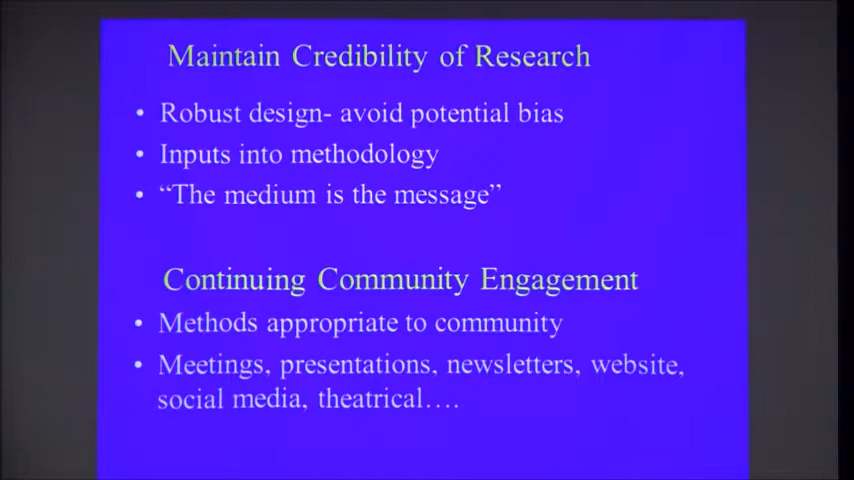 Maintain Credibility of Research
• Robust design- avoid potential bias
• Inputs into methodology
• “The medium is the message”
Continuing Community Engagement
• Methods appropriate to community
• Meetings, presentations, newsletters, website,
social media, theatrical….